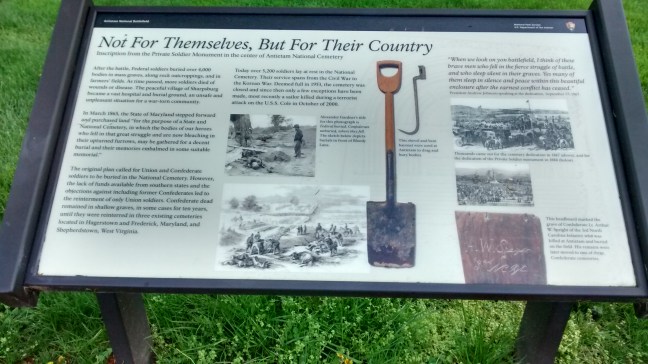 Antietam National Battlefield
National Park Service
U.S. Department of the Interior
Not For Themselves, But For Their Country
Inscription from the Private Soldier Monument in the center of Antietam National Cemetery
After the battle, Federal soldiers buried over 4,000
bodies in mass graves, along rock outcroppings, and in
farmers' fields. As time passed, more soldiers died of
wounds or disease. The peaceful village of Sharpsburg
became one hospital and burial ground, an unsafe and
unpleasant situation for a war-torn community.
In March 1865, the State of Maryland stepped forward
and purchased land "for the purpose of a State and
National Cemetery, in which the bodies of our heroes
who fell in that great struggle and are now bleaching in
their upturned furrows, may be gathered for a decent
burial and their memories embalmed in some suitable
memorial."
The original plan called for Union and Confederate
soldiers to be buried in the National Cemetery. However,
the lack of funds available from southern states and the
objections against including former Confederates led to
the reinterment of only Union soldiers. Confederate dead
remained in shallow graves, in some cases for ten years,
until they were reinterred in three existing cemeteries
located in Hagerstown and Frederick, Maryland, and
Shepherdstown, West Virginia.
Today over 5,200 soldiers lay at rest in the National
Cemetery. Their service spans from the Civil War to
the Korean War. Deemed full in 1953, the cemetery was
closed and since then only a few exceptions have been
made, most recently a sailor killed during a terrorist
attack on the U.S.S. Cole in October of 2000.
"When we look on yon battlefield, I think of these
brave men who fell in the fierce struggle of battle,
and who sleep silent in their graves. Yes many of
them sleep in silence and peace within this beautiful
enclosure after the earnest conflict has ceased."